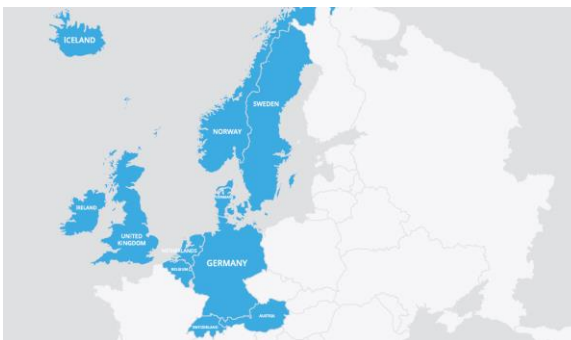 ICELAND
SWEDEN
NORWAY
IRELAND
UNITED
KINGDOM
NETHERLANDS
BELGIUM
GERMANY
AUSTRIA
SWITZERLAND